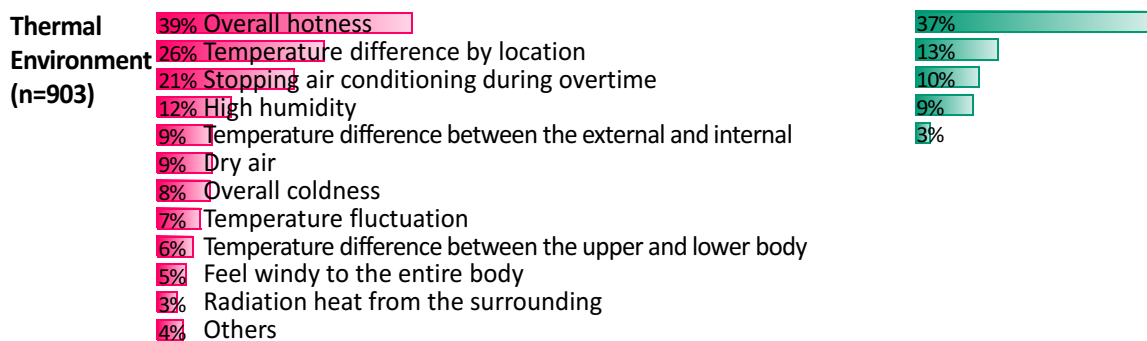 Thermal
Environment
(n=903)
39% Overall hotness 37%
26% Temperature difference by location 13%
21% Stopping air conditioning during overtime 10%
12% High humidity 9%
9% Temperature difference between the external and internal 3%
9% Dry air
8% Overall coldness
7% Temperature fluctuation
6% Temperature difference between the upper and lower body
5% Feel windy to the entire body
3% Radiation heat from the surrounding
4% Others